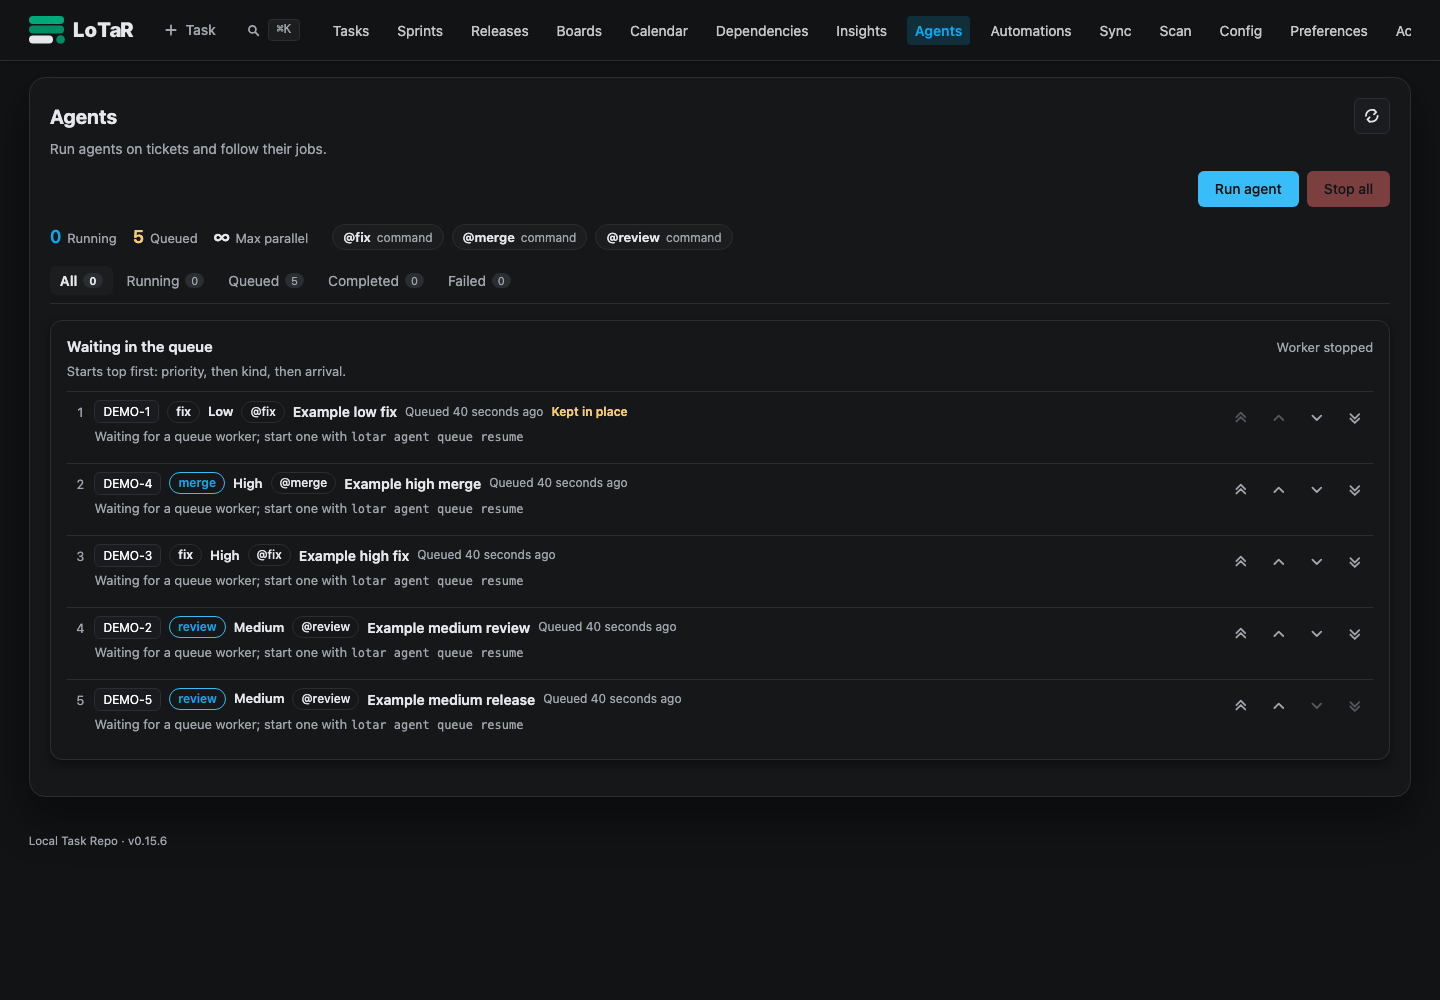 LoTaR + Task ⌘K Tasks Sprints Releases Boards Calendar Dependencies Insights Agents Automations Sync Scan Config Preferences Ac
Agents
Run agents on tickets and follow their jobs.
Run agent Stop all
0 Running 5 Queued ∞ Max parallel @fix command @merge command @review command
All 0 Running 0 Queued 5 Completed 0 Failed 0
Waiting in the queue Worker stopped
Starts top first: priority, then kind, then arrival.
1 DEMO-1 fix Low @fix Example low fix Queued 40 seconds ago Kept in place
Waiting for a queue worker; start one with lotar agent queue resume
2 DEMO-4 merge High @merge Example high merge Queued 40 seconds ago
Waiting for a queue worker; start one with lotar agent queue resume
3 DEMO-3 fix High @fix Example high fix Queued 40 seconds ago
Waiting for a queue worker; start one with lotar agent queue resume
4 DEMO-2 review Medium @review Example medium review Queued 40 seconds ago
Waiting for a queue worker; start one with lotar agent queue resume
5 DEMO-5 review Medium @review Example medium release Queued 40 seconds ago
Waiting for a queue worker; start one with lotar agent queue resume
Local Task Repo · v0.15.6